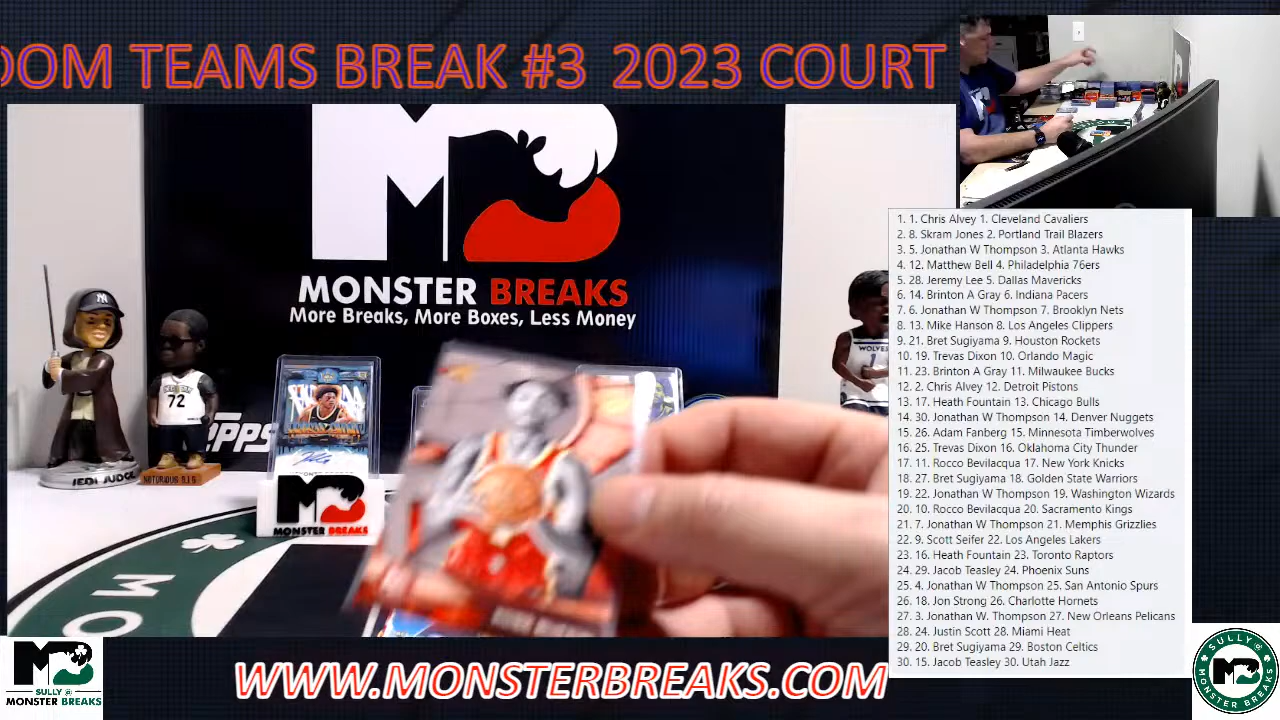 OOM TEAMS BREAK #3 2023 COURT
MONSTER BREAKS
More Breaks, More Boxes, Less Money
NY
72
TOPPS
JEDI JUDGE
NOTORIOUS B.I.G
MONSTER BREAKS
WOLVES
1
MO
1. 1. Chris Alvey 1. Cleveland Cavaliers
2. 8. Skram Jones 2. Portland Trail Blazers
3. 5. Jonathan W Thompson 3. Atlanta Hawks
4. 12. Matthew Bell 4. Philadelphia 76ers
5. 28. Jeremy Lee 5. Dallas Mavericks
6. 14. Brinton A Gray 6. Indiana Pacers
7. 6. Jonathan W Thompson 7. Brooklyn Nets
8. 13. Mike Hanson 8. Los Angeles Clippers
9. 21. Bret Sugiyama 9. Houston Rockets
10. 19. Trevas Dixon 10. Orlando Magic
11. 23. Brinton A Gray 11. Milwaukee Bucks
12. 2. Chris Alvey 12. Detroit Pistons
13. 17. Heath Fountain 13. Chicago Bulls
14. 30. Jonathan W Thompson 14. Denver Nuggets
15. 26. Adam Fanberg 15. Minnesota Timberwolves
16. 25. Trevas Dixon 16. Oklahoma City Thunder
17. 11. Rocco Bevilacqua 17. New York Knicks
18. 27. Bret Sugiyama 18. Golden State Warriors
19. 22. Jonathan W Thompson 19. Washington Wizards
20. 10. Rocco Bevilacqua 20. Sacramento Kings
21. 7. Jonathan W Thompson 21. Memphis Grizzlies
22. 9. Scott Seifer 22. Los Angeles Lakers
23. 16. Heath Fountain 23. Toronto Raptors
24. 29. Jacob Teasley 24. Phoenix Suns
25. 4. Jonathan W Thompson 25. San Antonio Spurs
26. 18. Jon Strong 26. Charlotte Hornets
27. 3. Jonathan W. Thompson 27. New Orleans Pelicans
28. 24. Justin Scott 28. Miami Heat
29. 20. Bret Sugiyama 29. Boston Celtics
30. 15. Jacob Teasley 30. Utah Jazz
SULLY @
MONSTER BREAKS
WWW.MONSTERBREAKS.COM
SULLY @
MONSTER BREAKS